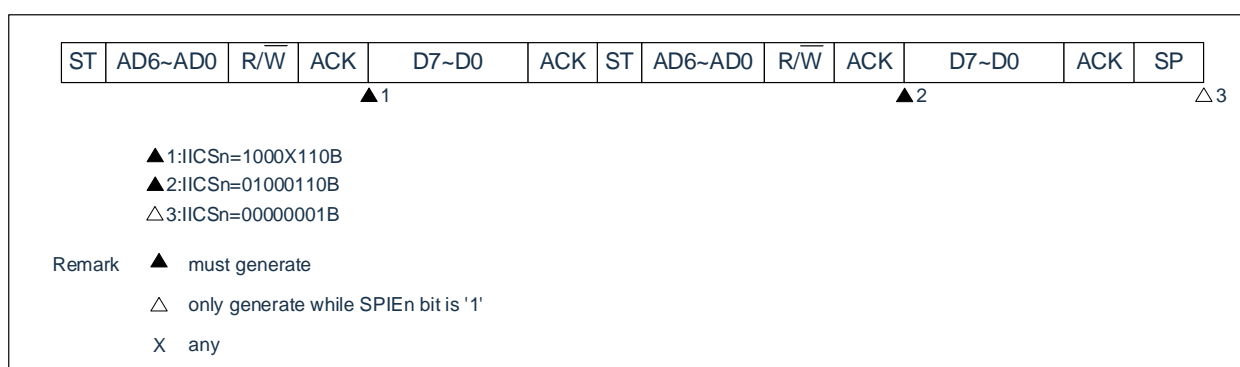 ST AD6~AD0 R/W̅ ACK D7~D0 ACK ST AD6~AD0 R/W̅ ACK D7~D0 ACK SP
▲1 ▲2 △3
▲1:IICSn=1000X110B
▲2:IICSn=01000110B
△3:IICSn=00000001B
Remark ▲ must generate
△ only generate while SPIEn bit is '1'
X any